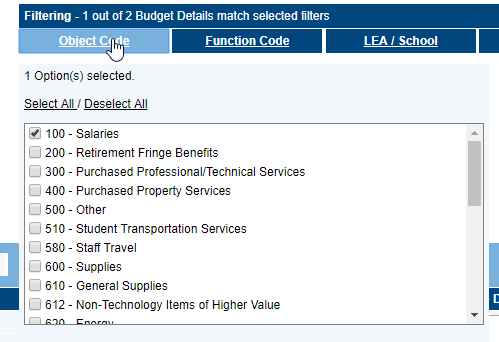 Filtering - 1 out of 2 Budget Details match selected filters
Object Code Function Code LEA / School
1 Option(s) selected.
Select All / Deselect All
100 - Salaries
200 - Retirement Fringe Benefits
300 - Purchased Professional/Technical Services
400 - Purchased Property Services
500 - Other
510 - Student Transportation Services
580 - Staff Travel
600 - Supplies
610 - General Supplies
612 - Non-Technology Items of Higher Value
620 - Energy